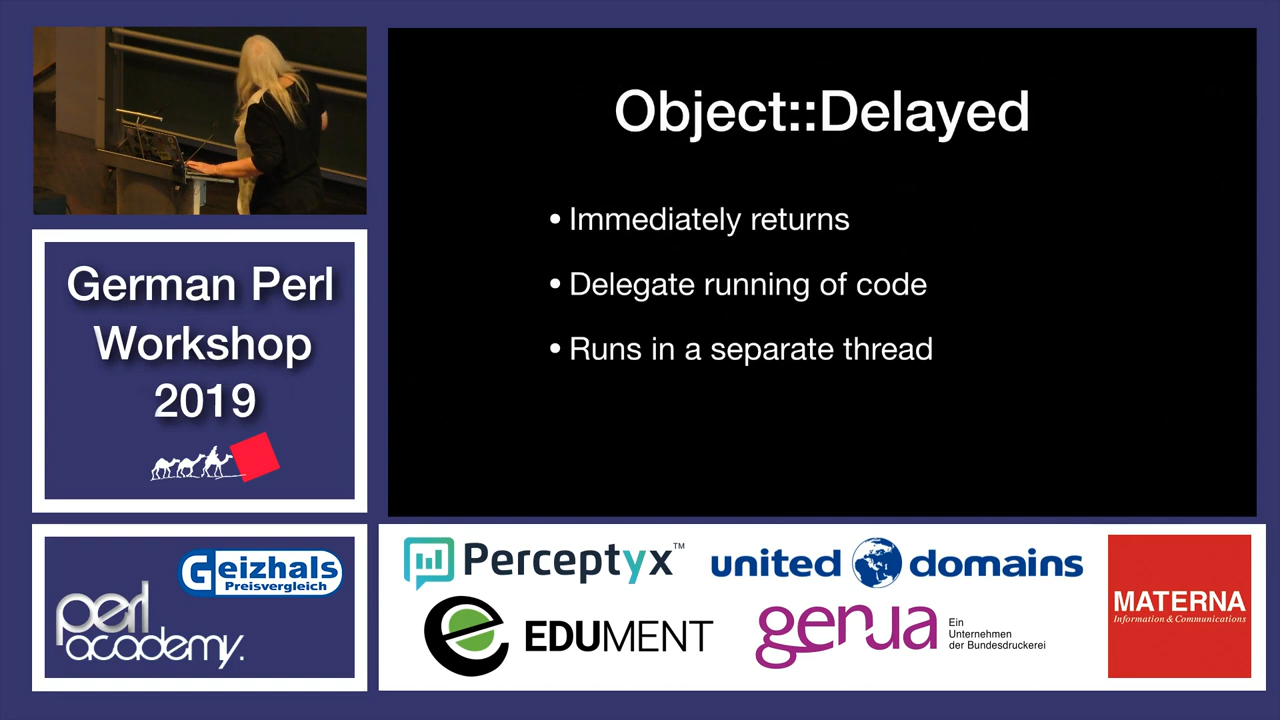 Object::Delayed
• Immediately returns
• Delegate running of code
• Runs in a separate thread
German Perl
Workshop
2019
Geizhals
Preisvergleich
perl
academy.
Perceptyx™
united domains
EDUMENT
genua
Ein
Unternehmen
der Bundesdruckerei
MATERNA
Information & Communications